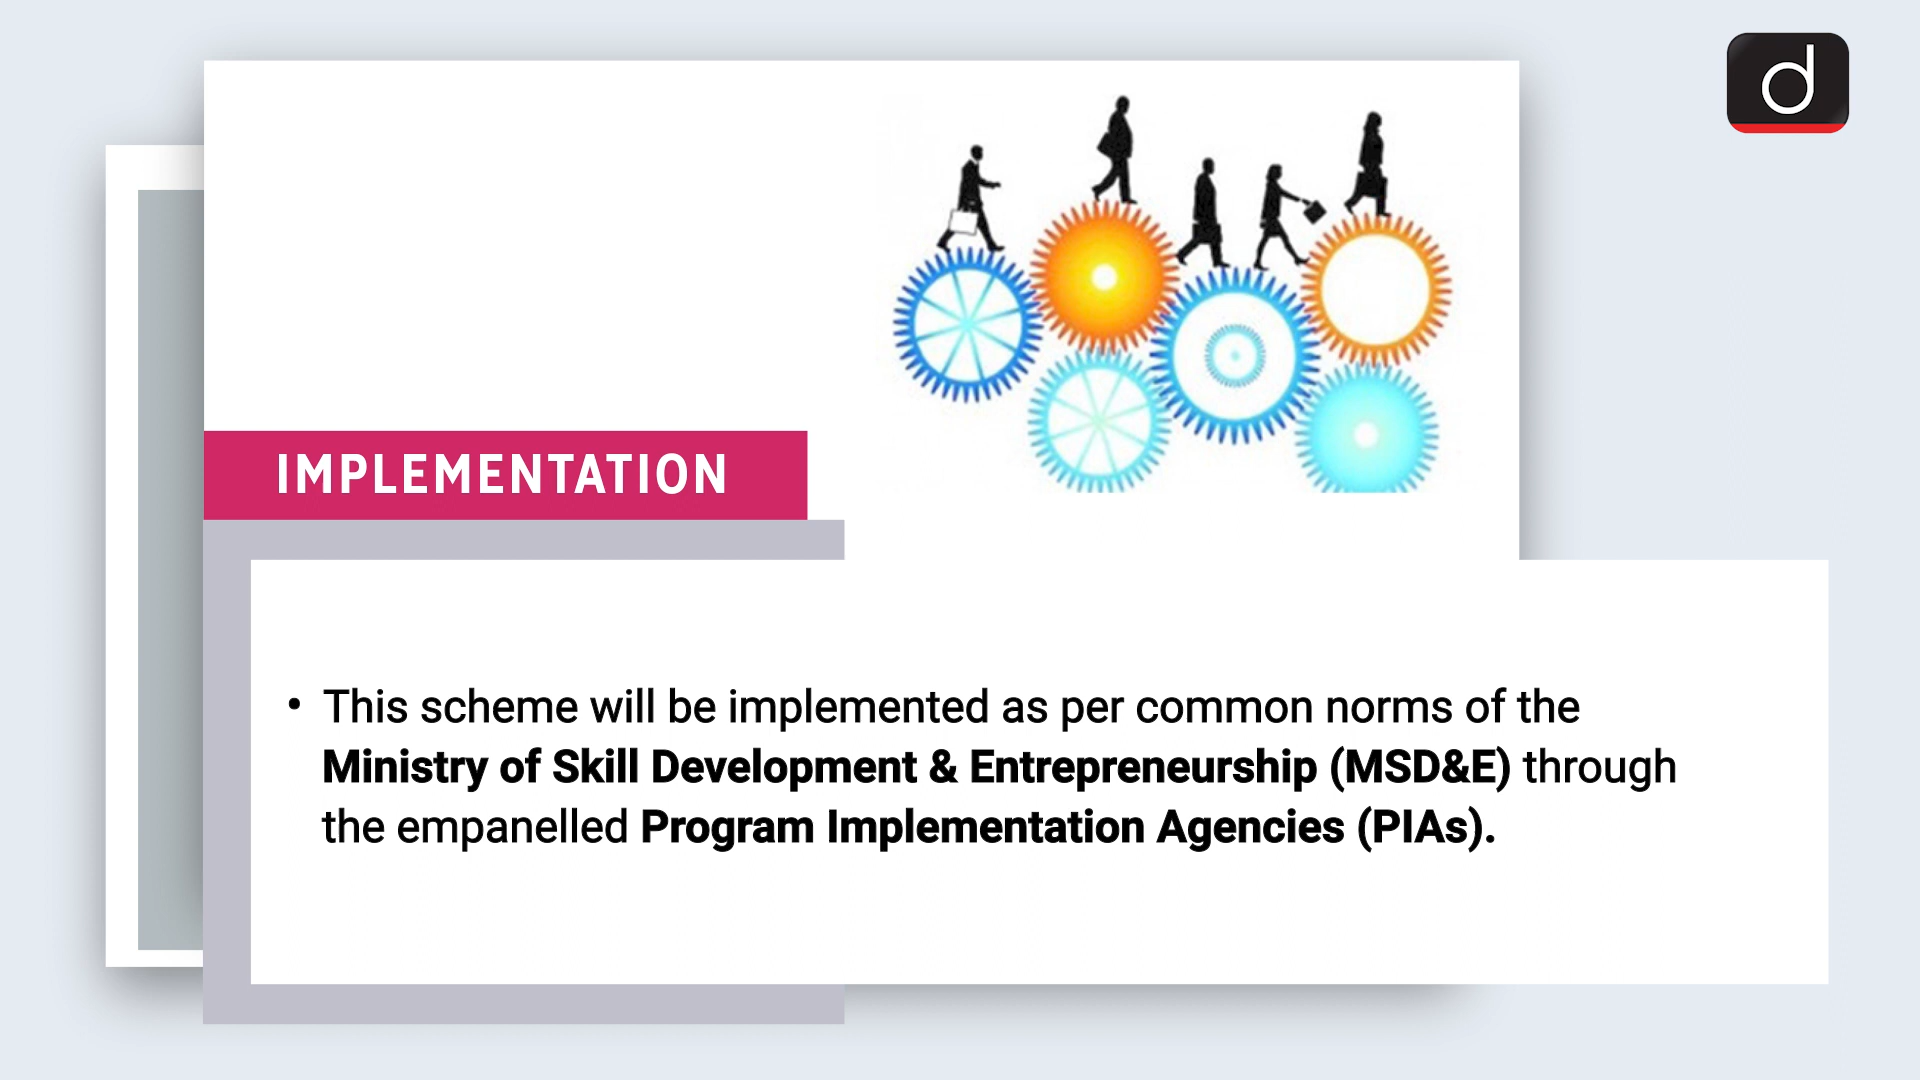 d
IMPLEMENTATION
• This scheme will be implemented as per common norms of the
Ministry of Skill Development & Entrepreneurship (MSD&E) through
the empanelled Program Implementation Agencies (PIAs).